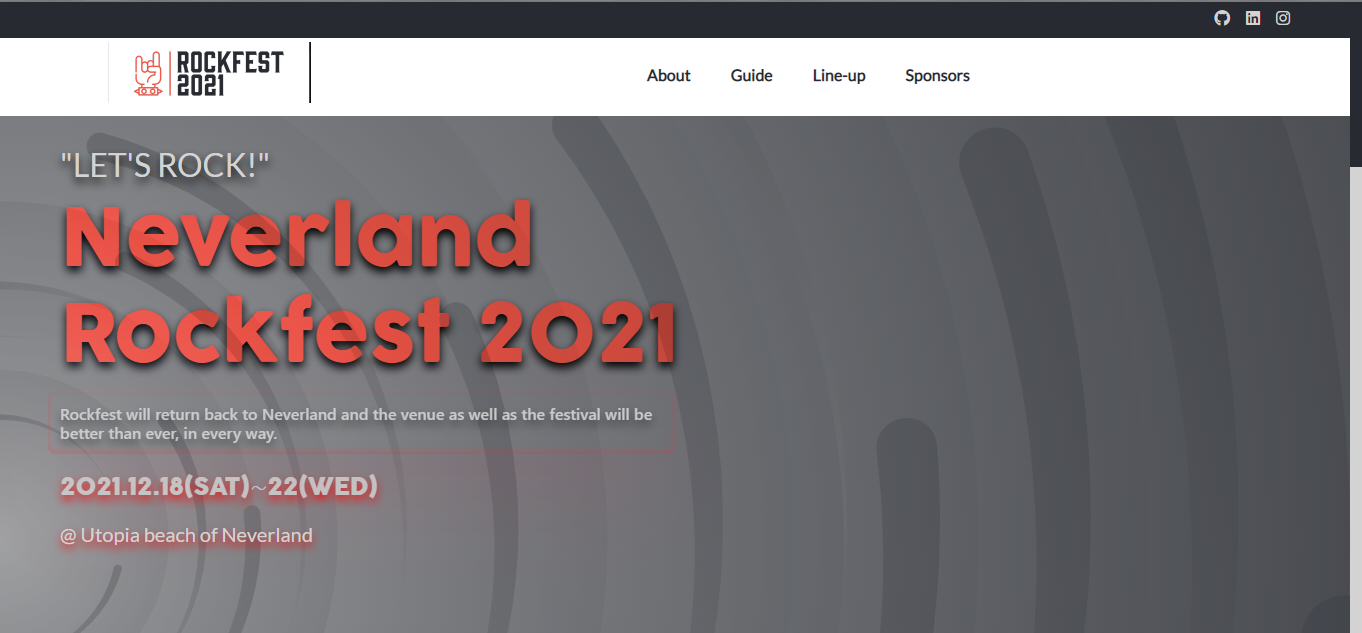 ROCKFEST
2021
About Guide Line-up Sponsors
"LET'S ROCK!"
Neverland
Rockfest 2021
Rockfest will return back to Neverland and the venue as well as the festival will be
better than ever, in every way.
2021.12.18(SAT)~22(WED)
@ Utopia beach of Neverland